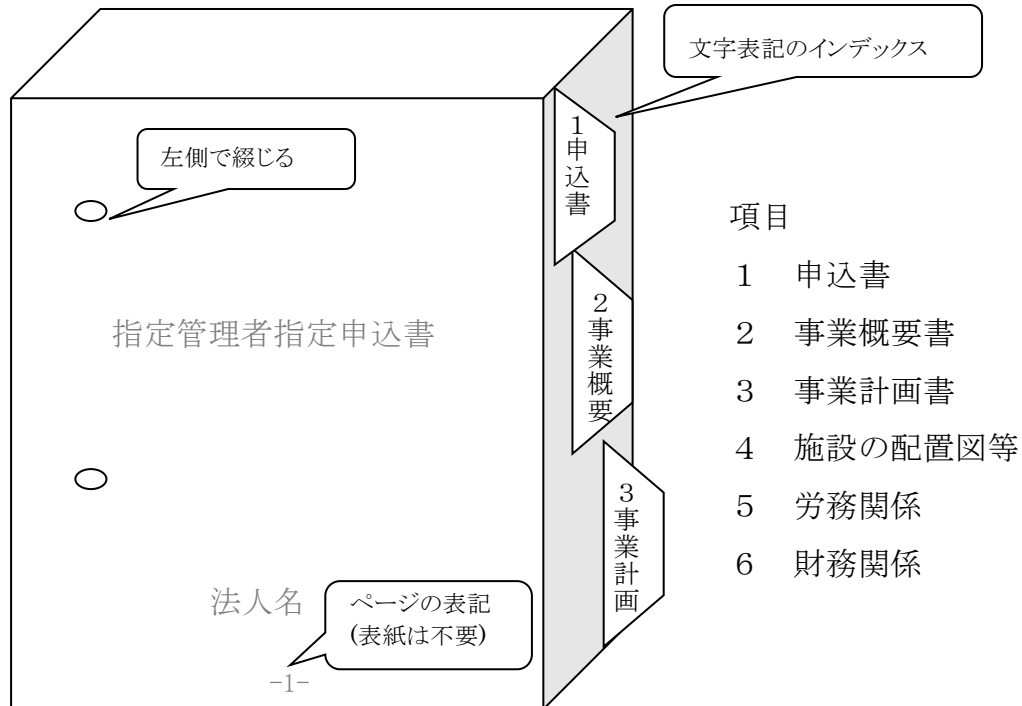 文字表記のインデックス
左側で綴じる
1申込書
指定管理者指定申込書
2事業概要
3事業計画
法人名
ページの表記
(表紙は不要)
-1-
項目
1 申込書
2 事業概要書
3 事業計画書
4 施設の配置図等
5 労務関係
6 財務関係